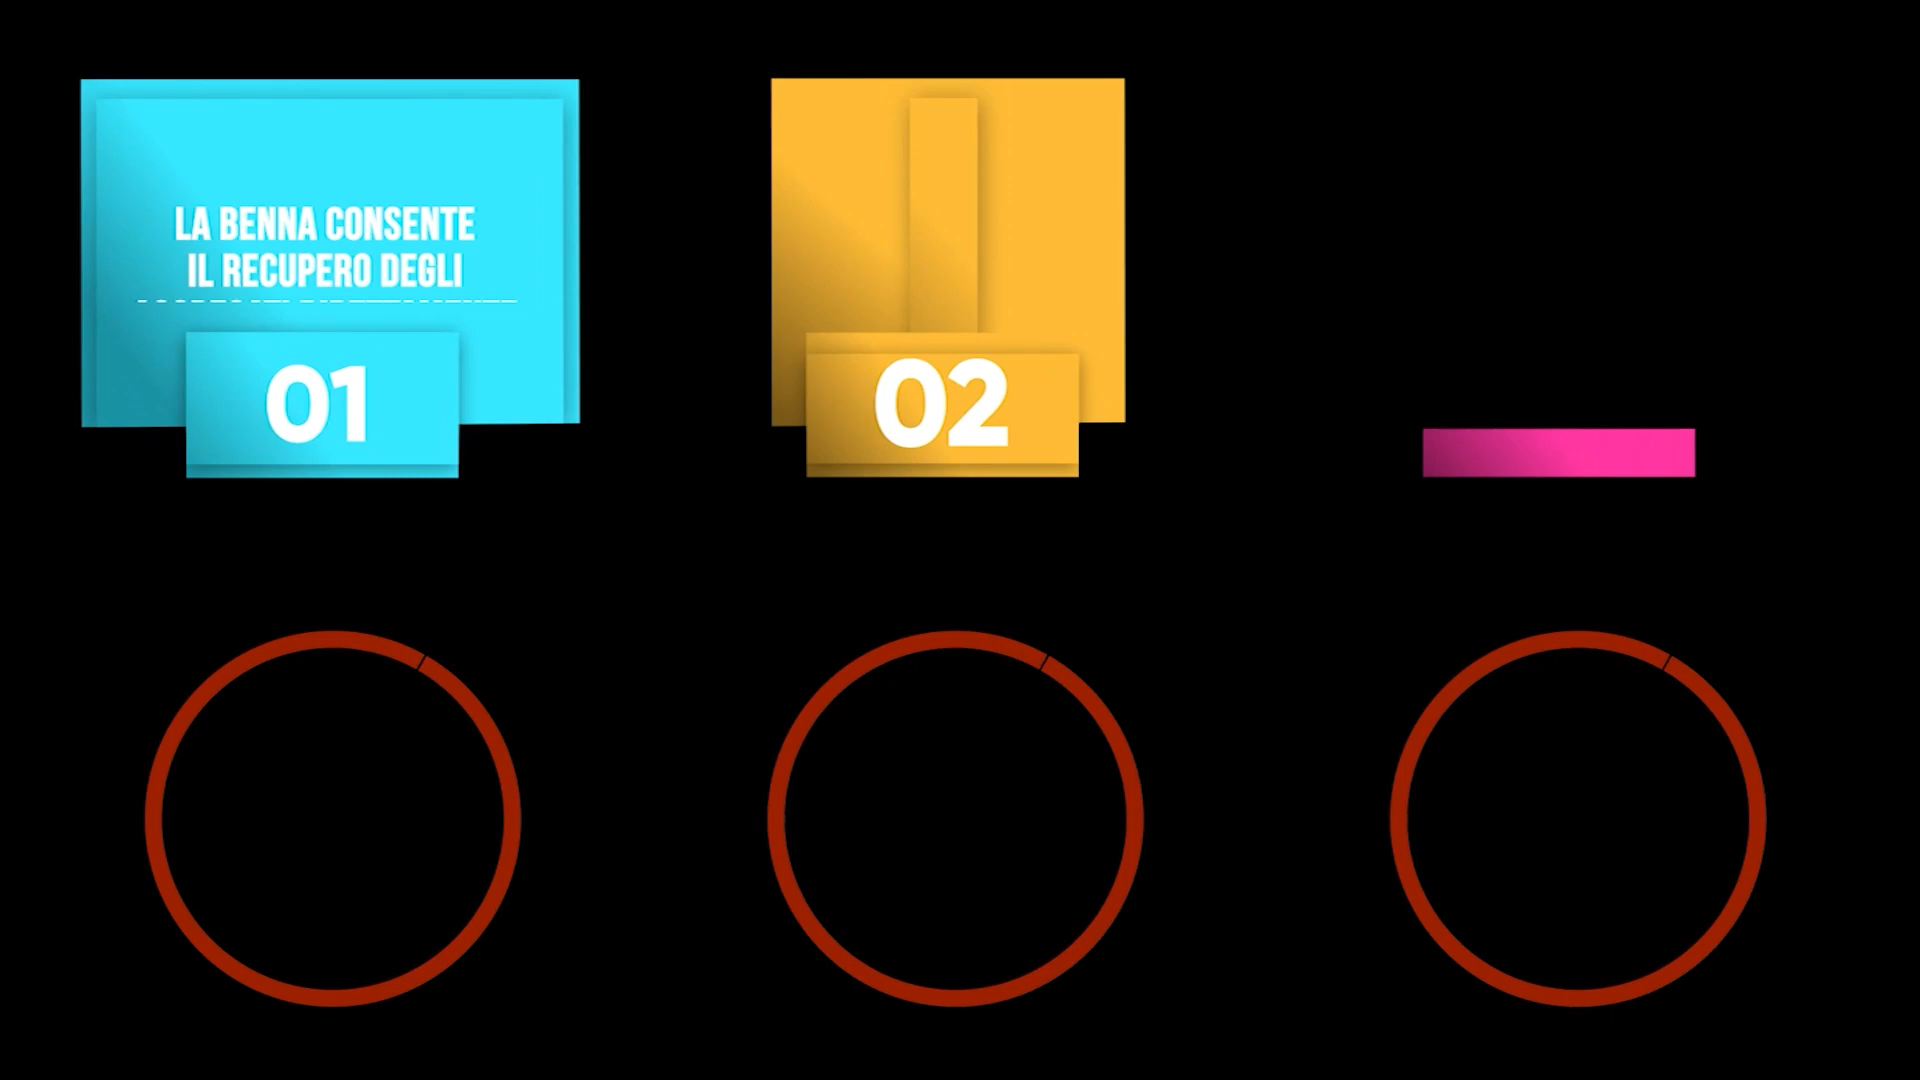 LA BENNA CONSENTE
IL RECUPERO DEGLI
01
02